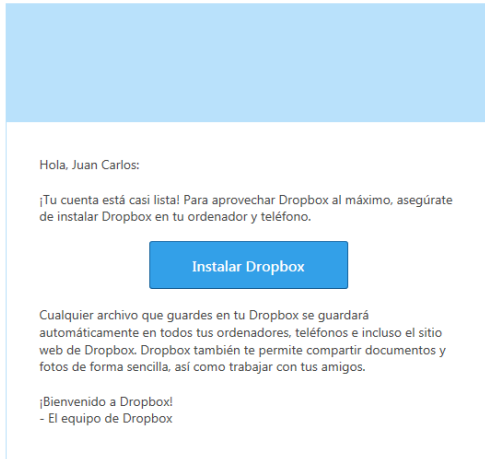 Hola, Juan Carlos:
¡Tu cuenta está casi lista! Para aprovechar Dropbox al máximo, asegúrate
de instalar Dropbox en tu ordenador y teléfono.
Instalar Dropbox
Cualquier archivo que guardes en tu Dropbox se guardará
automáticamente en todos tus ordenadores, teléfonos e incluso el sitio
web de Dropbox. Dropbox también te permite compartir documentos y
fotos de forma sencilla, así como trabajar con tus amigos.
¡Bienvenido a Dropbox!
- El equipo de Dropbox